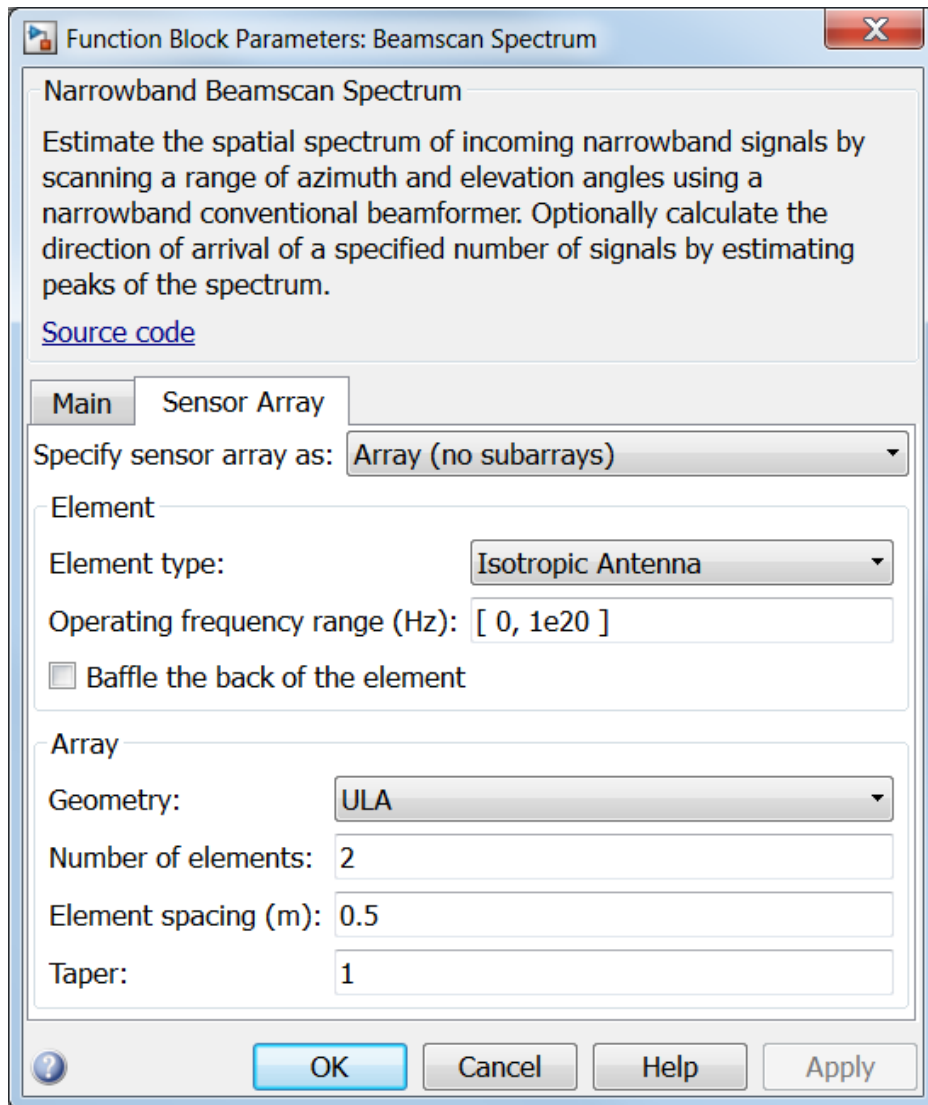 Function Block Parameters: Beamscan Spectrum
X
Narrowband Beamscan Spectrum
Estimate the spatial spectrum of incoming narrowband signals by
scanning a range of azimuth and elevation angles using a
narrowband conventional beamformer. Optionally calculate the
direction of arrival of a specified number of signals by estimating
peaks of the spectrum.
Source code
Main Sensor Array
Specify sensor array as: Array (no subarrays)
Element
Element type: Isotropic Antenna
Operating frequency range (Hz): [ 0, 1e20 ]
Baffle the back of the element
Array
Geometry: ULA
Number of elements: 2
Element spacing (m): 0.5
Taper: 1
? OK Cancel Help Apply